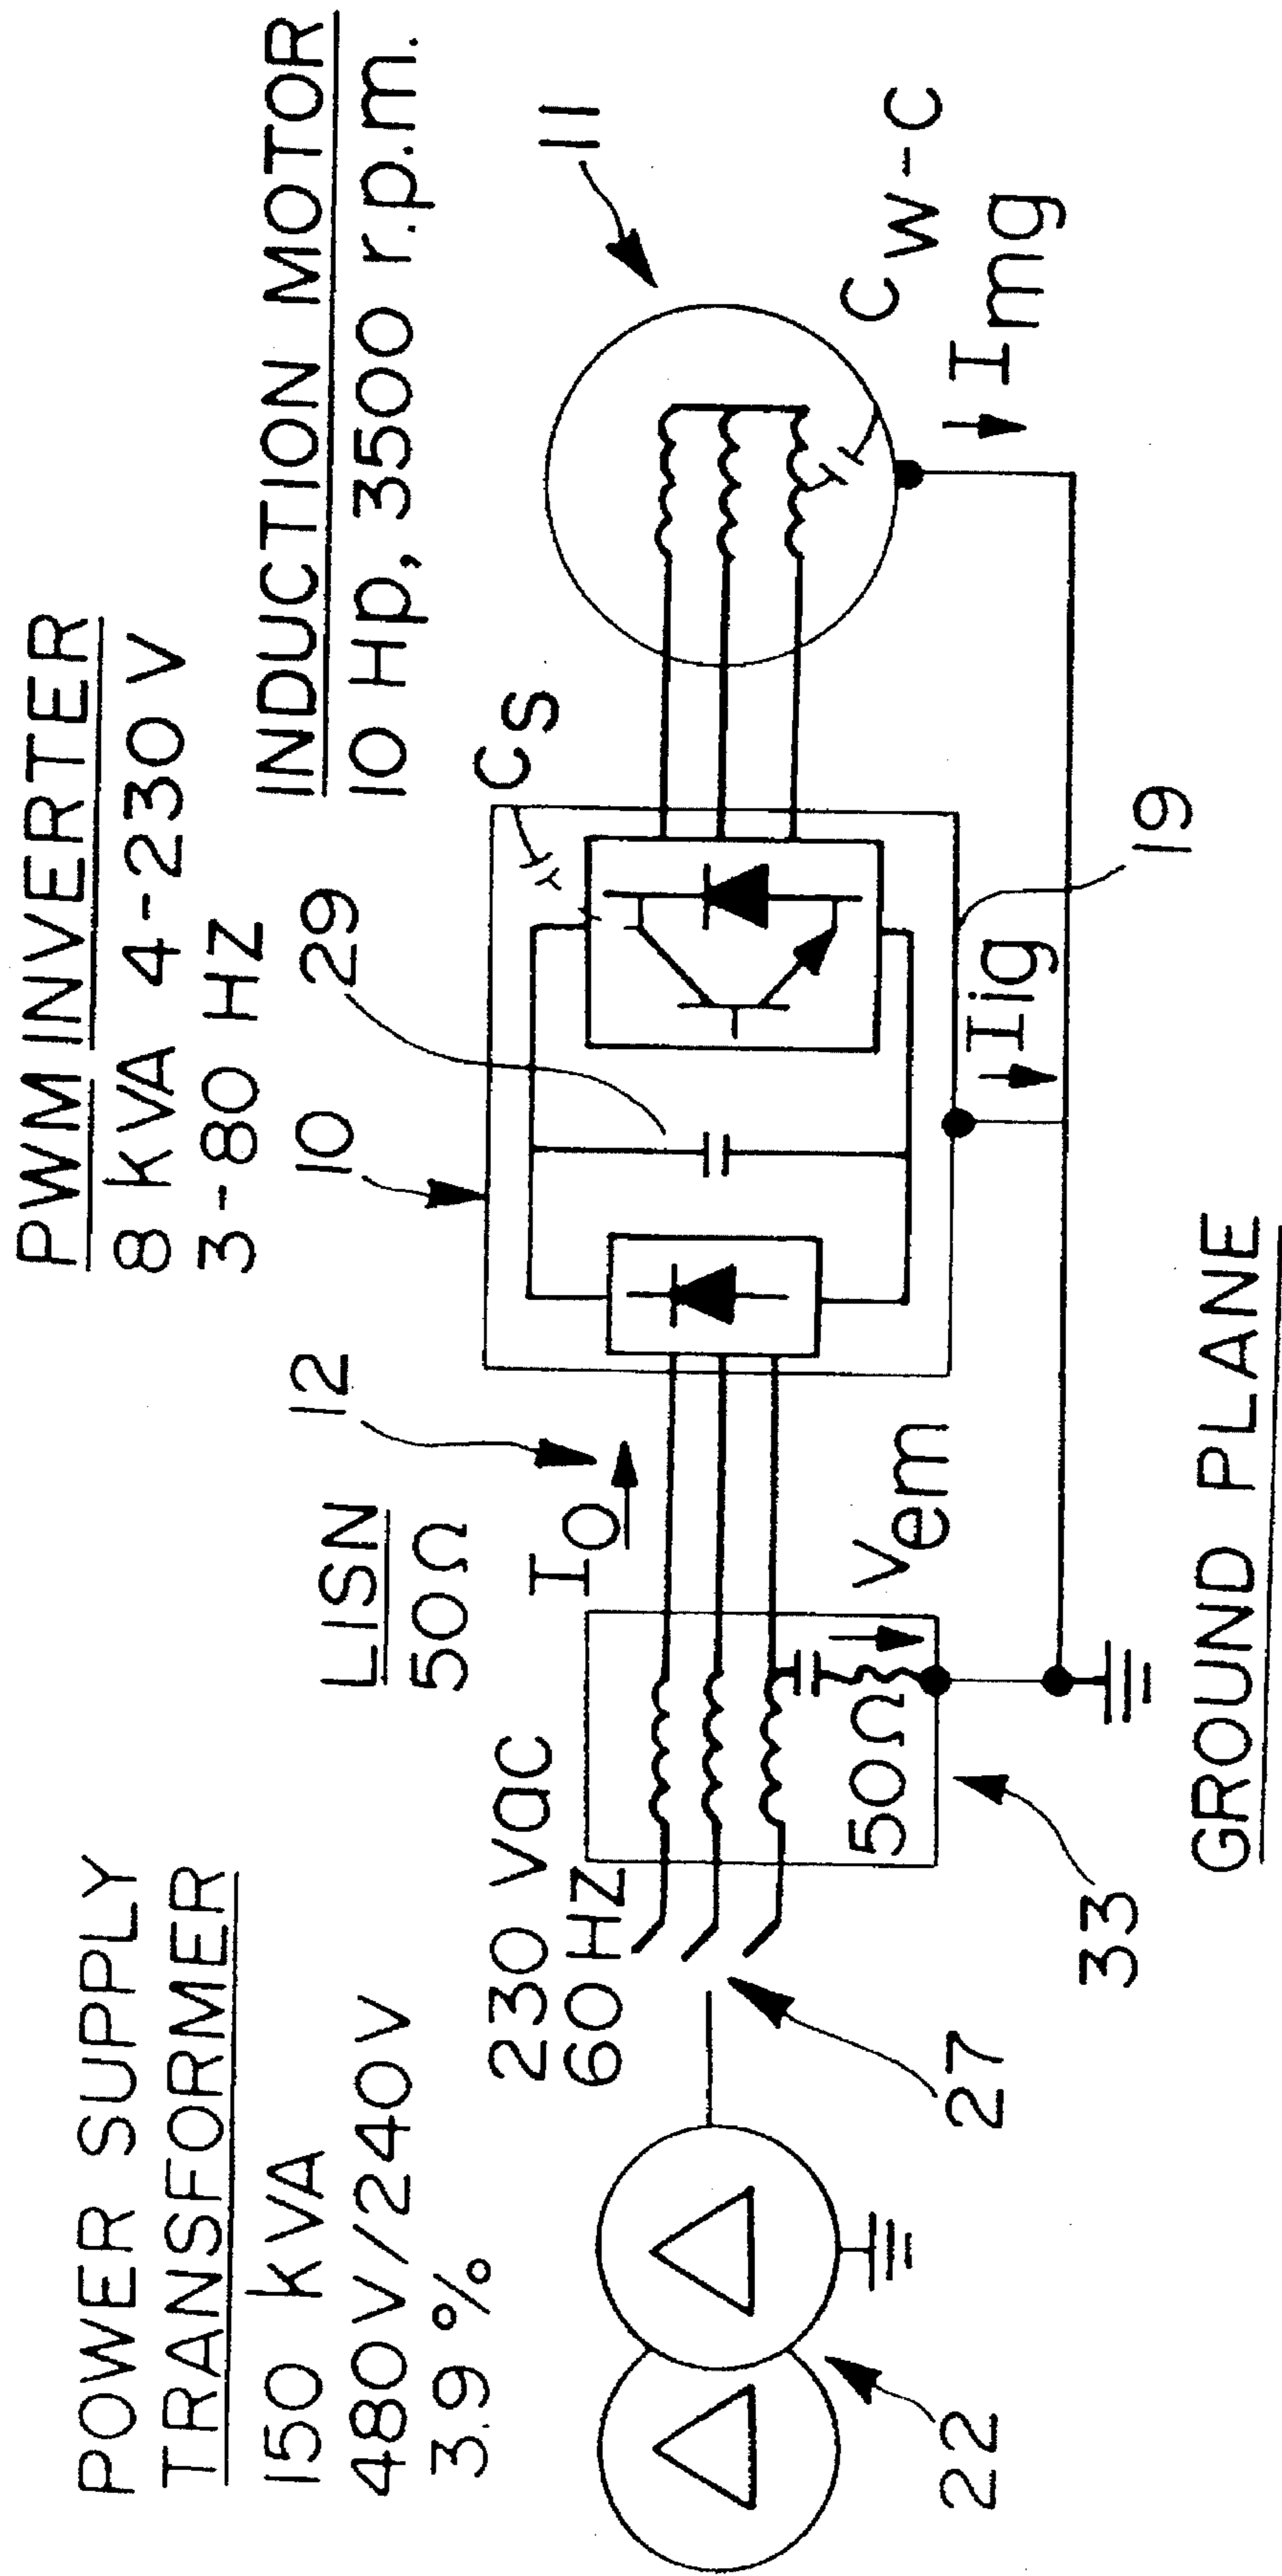 POWER SUPPLY
TRANSFORMER
150 kVA
480V/240V
3.9 %
22
27
230 Vac
60 HZ
LISN
50Ω
50Ω
33
Vem
IO
12
PWM INVERTER
8 kVA 4-230 V
3-80 HZ
10
29
CS
Iig
19
INDUCTION MOTOR
10 Hp, 3500 r.p.m.
11
CW-C
Img
GROUND PLANE